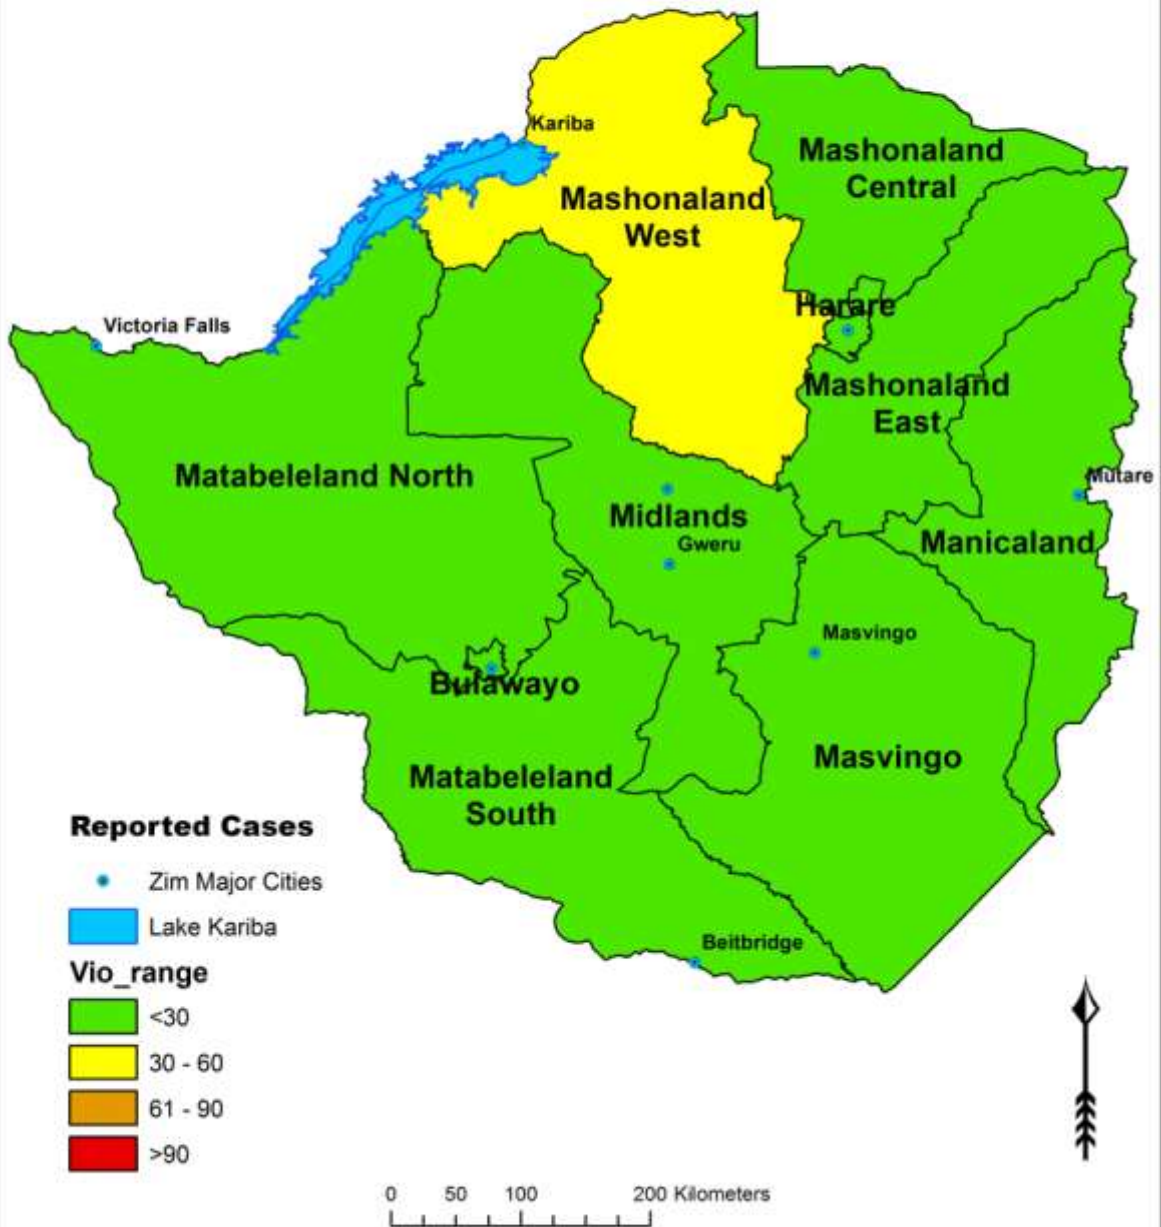 Kariba
Mashonaland
Central
Mashonaland
West
Harare
Victoria Falls
Mashonaland
East
Matabeleland North
Mutare
Midlands
Gweru
Manicaland
Masvingo
Bulawayo
Masvingo
Matabeleland
South
Reported Cases
Zim Major Cities
Lake Kariba
Beitbridge
Vio_range
<30
30 - 60
61 - 90
>90
0 50 100 200 Kilometers